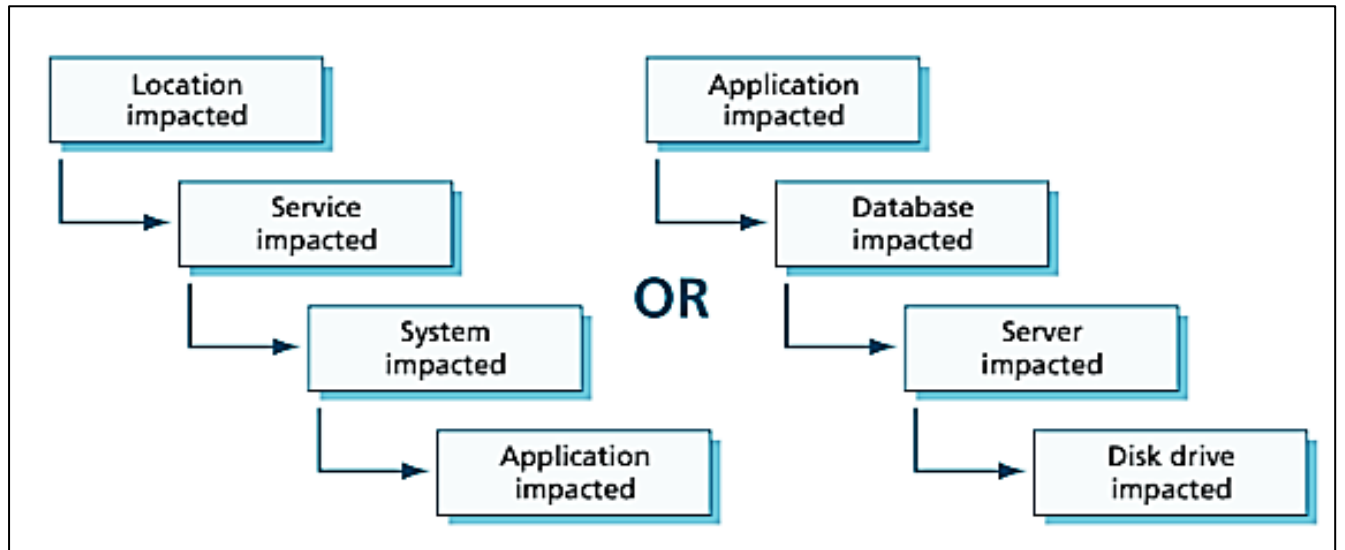 Location
impacted
Service
impacted
System
impacted
Application
impacted
OR
Application
impacted
Database
impacted
Server
impacted
Disk drive
impacted